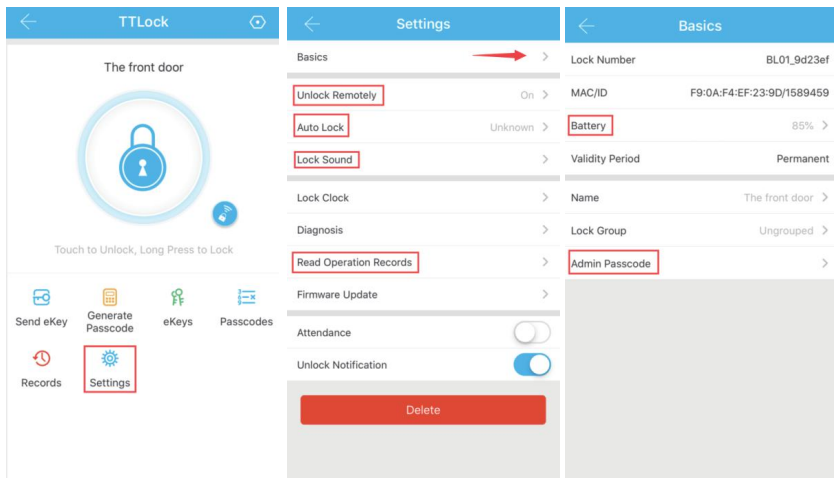 TTLock
The front door
Touch to Unlock, Long Press to Lock
Send eKey
Generate
Passcode
eKeys
Passcodes
Records
Settings
Settings
Basics
Unlock Remotely On
Auto Lock Unknown
Lock Sound
Lock Clock
Diagnosis
Read Operation Records
Firmware Update
Attendance
Unlock Notification
Delete
Basics
Lock Number BL01_9d23ef
MAC/ID F9:0A:F4:EF:23:9D/1589459
Battery 85%
Validity Period Permanent
Name The front door
Lock Group Ungrouped
Admin Passcode